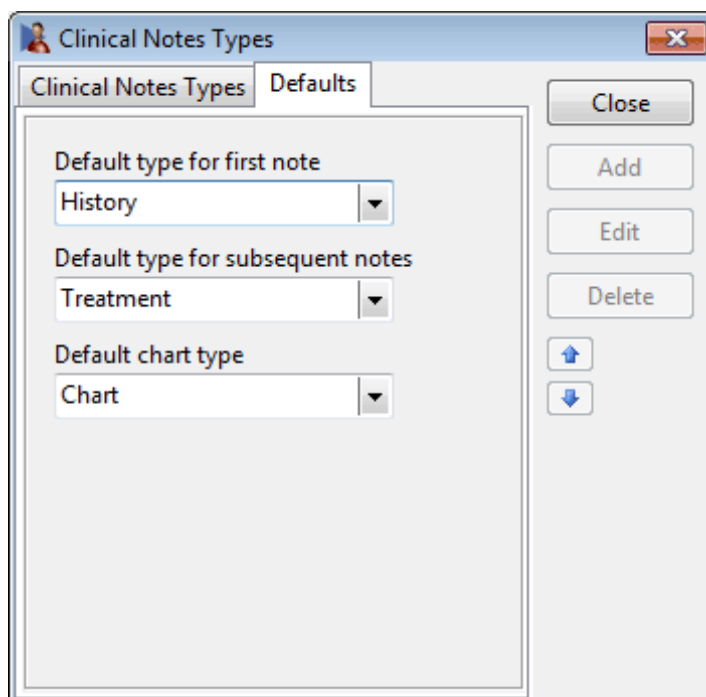 Clinical Notes Types
Clinical Notes Types
Defaults
Close
Default type for first note
Add
History
Edit
Default type for subsequent notes
Treatment
Delete
Default chart type
Chart